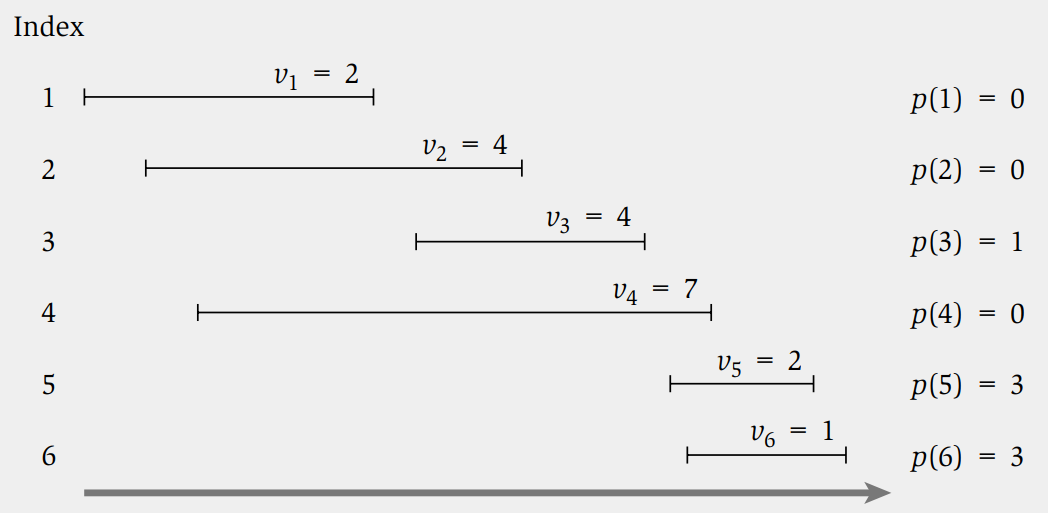 Index
v₁ = 2
1 p(1) = 0
v₂ = 4
2 p(2) = 0
v₃ = 4
3 p(3) = 1
v₄ = 7
4 p(4) = 0
v₅ = 2
5 p(5) = 3
v₆ = 1
6 p(6) = 3